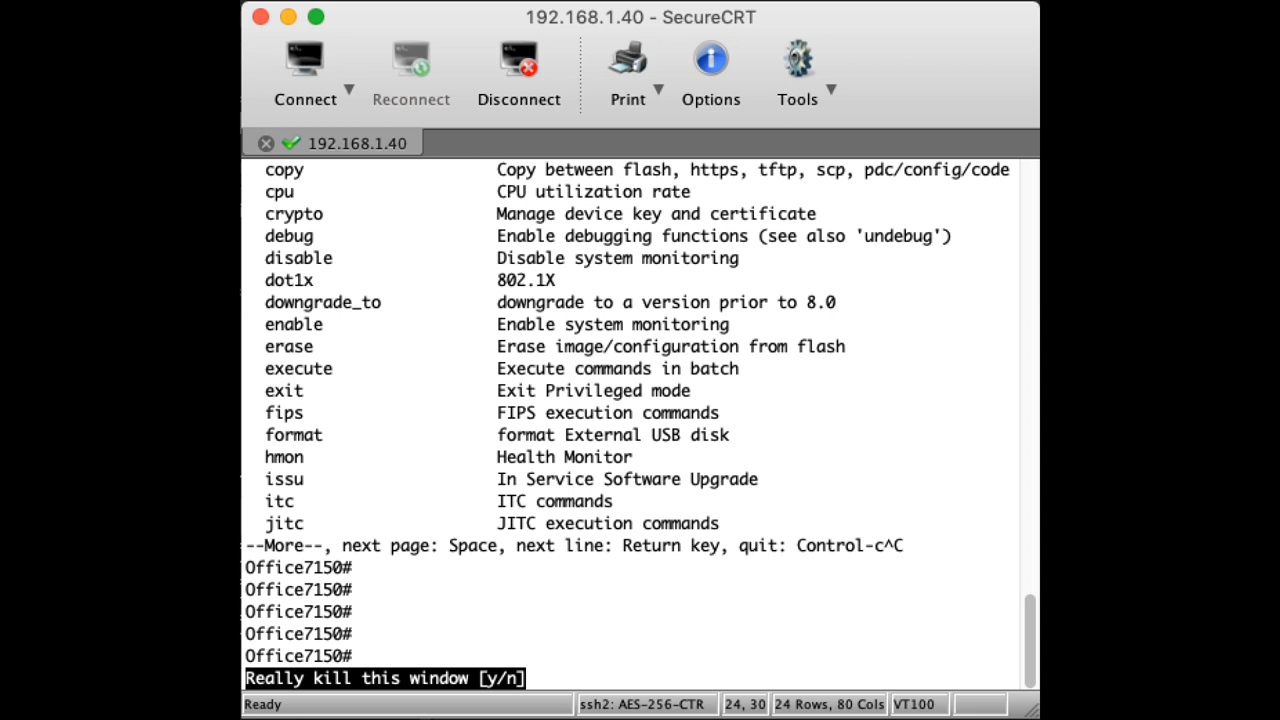 192.168.1.40 - SecureCRT
Connect Reconnect Disconnect Print Options Tools
192.168.1.40
copy Copy between flash, https, tftp, scp, pdc/config/code
cpu CPU utilization rate
crypto Manage device key and certificate
debug Enable debugging functions (see also 'undebug')
disable Disable system monitoring
dot1x 802.1X
downgrade_to downgrade to a version prior to 8.0
enable Enable system monitoring
erase Erase image/configuration from flash
execute Execute commands in batch
exit Exit Privileged mode
fips FIPS execution commands
format format External USB disk
hmon Health Monitor
issu In Service Software Upgrade
itc ITC commands
jitc JITC execution commands
--More--, next page: Space, next line: Return key, quit: Control-c^C
Office7150#
Office7150#
Office7150#
Office7150#
Office7150#
Really kill this window [y/n]
Ready ssh2: AES-256-CTR 24, 30 24 Rows, 80 Cols VT100